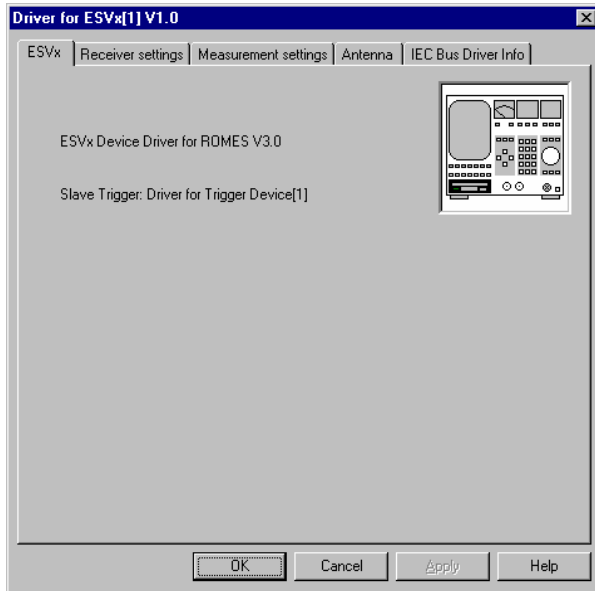 Driver for ESVx[1] V1.0
ESVx Receiver settings Measurement settings Antenna IEC Bus Driver Info
ESVx Device Driver for ROMES V3.0
Slave Trigger: Driver for Trigger Device[1]
OK Cancel Apply Help